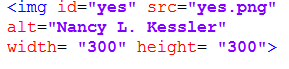 <img id="yes" src="yes.png"
alt="Nancy L. Kessler"
width= "300" height= "300">